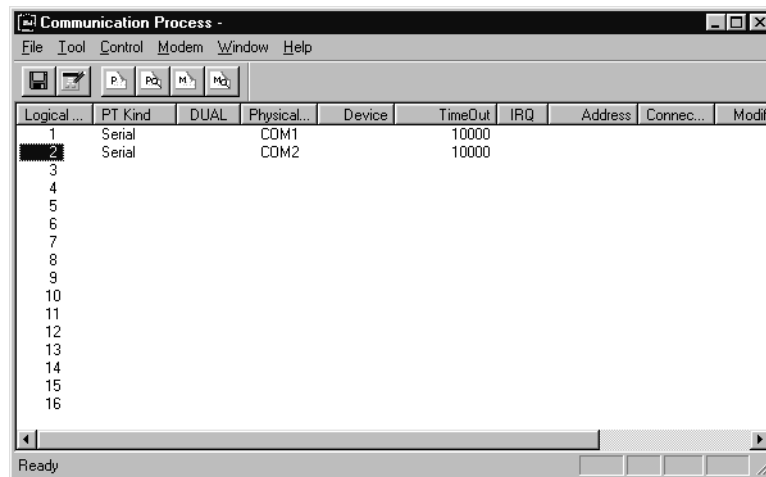 Communication Process -
File Tool Control Modem Window Help
P. PQ M MQ
Logical ... PT Kind DUAL Physical... Device TimeOut IRQ Address Connec... Modif
1 Serial COM1 10000
2 Serial COM2 10000
3
4
5
6
7
8
9
10
11
12
13
14
15
16
Ready